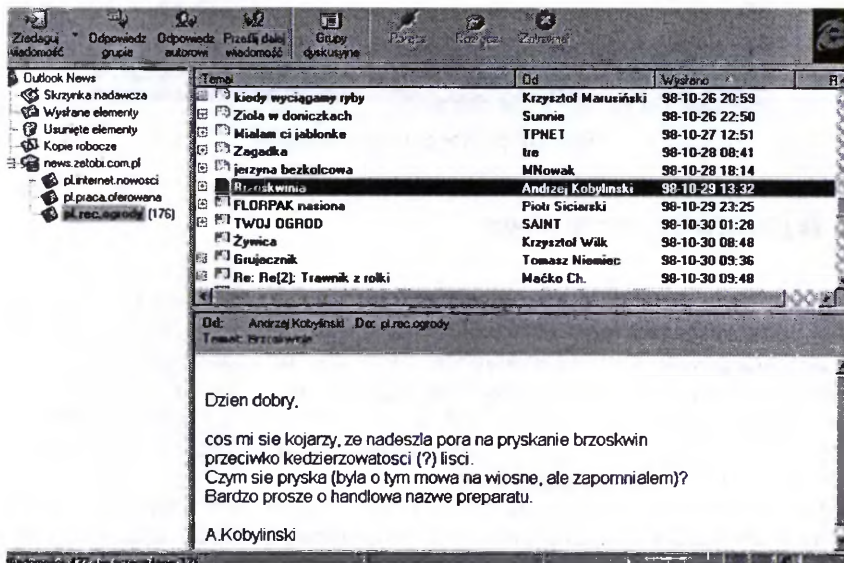 Zredaguj wiadomość
Odpowiedz grupie
Odpowiedz autorowi
Prześlij dalej wiadomość
Grupy dyskusyjne
Połącz
Rozłącz
Zatrzymaj
Outlook News
Skrzynka nadawcza
Wysłane elementy
Usunięte elementy
Kopie robocze
news.zetobi.com.pl
pl.internet.nowosci
pl.praca.oferowana
pl.rec.ogrody (176)
Temat Od Wysłano R
kiedy wyciągamy ryby Krzysztof Marusiński 98-10-26 20:59
Ziola w doniczkach Sunnie 98-10-26 22:50
Mialam ci jablonke TPNET 98-10-27 12:51
Zagadka tre 98-10-28 08:41
jerzyna bezkolcowa MNowak 98-10-28 18:14
Brzoskwinia Andrzej Kobylinski 98-10-29 13:32
FLORPAK nasiona Piotr Siciarski 98-10-29 23:25
TWOJ OGROD SAINT 98-10-30 01:28
Żywica Krzysztof Wilk 98-10-30 08:48
Grujecznik Tomasz Niemiec 98-10-30 09:36
Re: Re[2]: Trawnik z rolki Maćko Ch. 98-10-30 09:48
Od: Andrzej Kobylinski Do: pl.rec.ogrody
Temat: Brzoskwinia
Dzien dobry,
cos mi sie kojarzy, ze nadeszla pora na pryskanie brzoskwin
przeciwko kedzierzowatosci (?) lisci.
Czym sie pryska (byla o tym mowa na wiosne, ale zapomnialem)?
Bardzo prosze o handlowa nazwe preparatu.
A.Kobylinski